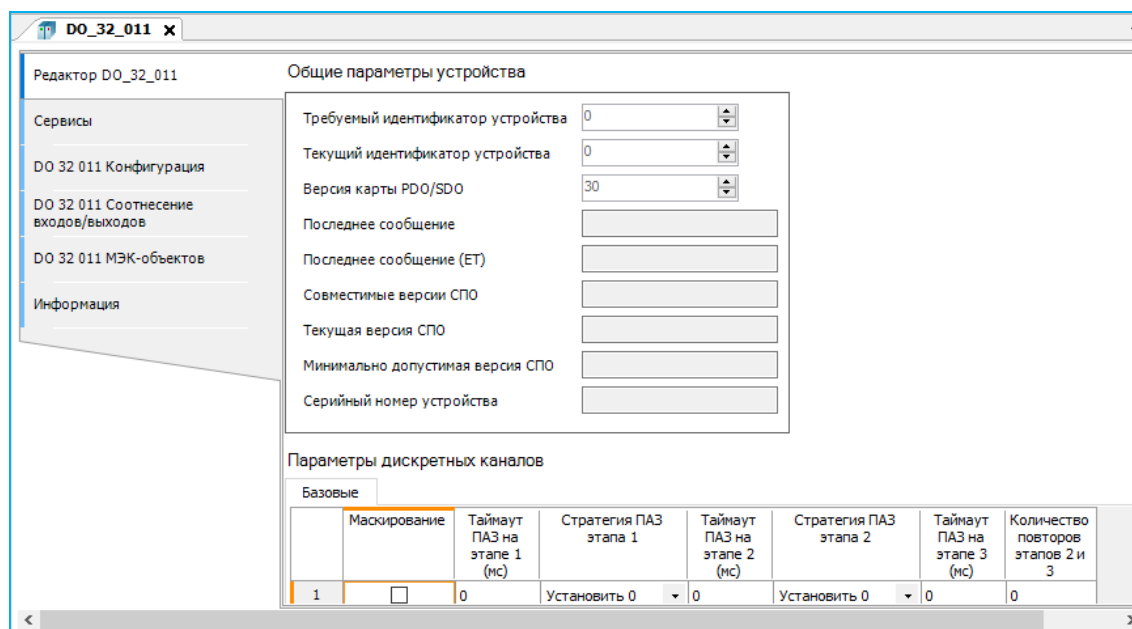 DO_32_011
Редактор DO_32_011
Сервисы
DO 32 011 Конфигурация
DO 32 011 Соотнесение
входов/выходов
DO 32 011 МЭК-объектов
Информация
Общие параметры устройства
Требуемый идентификатор устройства 0
Текущий идентификатор устройства 0
Версия карты PDO/SDO 30
Последнее сообщение
Последнее сообщение (ET)
Совместимые версии СПО
Текущая версия СПО
Минимально допустимая версия СПО
Серийный номер устройства
Параметры дискретных каналов
Базовые
Маскирование
Таймаут
ПАЗ на
этапе 1
(мс)
Стратегия ПАЗ
этапа 1
Таймаут
ПАЗ на
этапе 2
(мс)
Стратегия ПАЗ
этапа 2
Таймаут
ПАЗ на
этапе 3
(мс)
Количество
повторов
этапов 2 и
3
1 0 Установить 0 0 Установить 0 0 0